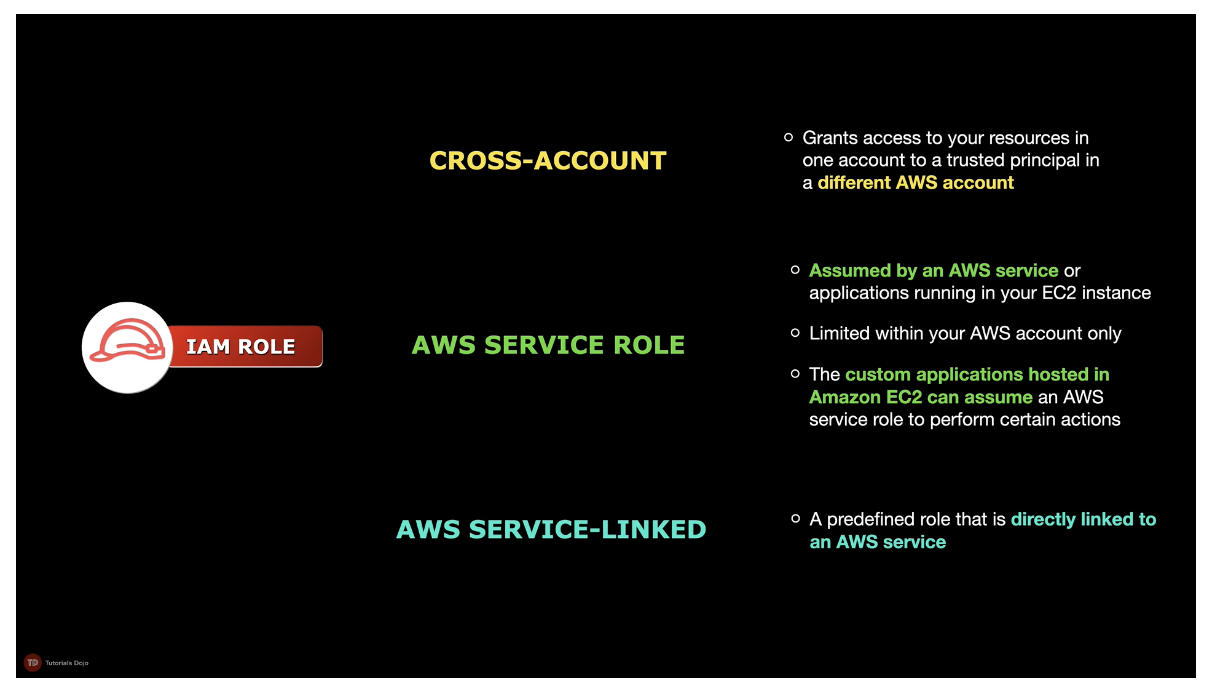 CROSS-ACCOUNT
Grants access to your resources in
one account to a trusted principal in
a different AWS account
IAM ROLE
AWS SERVICE ROLE
Assumed by an AWS service or
applications running in your EC2 instance
Limited within your AWS account only
The custom applications hosted in
Amazon EC2 can assume an AWS
service role to perform certain actions
AWS SERVICE-LINKED
A predefined role that is directly linked to
an AWS service
TD Tutorials Dojo